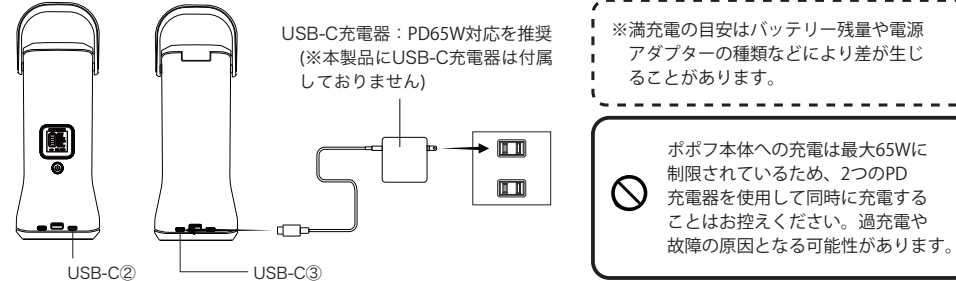 USB-C充電器：PD65W対応を推奨
(※本製品にUSB-C充電器は付属
しておりません)
USB-C②
USB-C③
※満充電の目安はバッテリー残量や電源
アダプターの種類などにより差が生じ
ることがあります。
ポポフ本体への充電は最大65Wに
制限されているため、2つのPD
充電器を使用して同時に充電する
ことはお控えください。過充電や
故障の原因となる可能性があります。